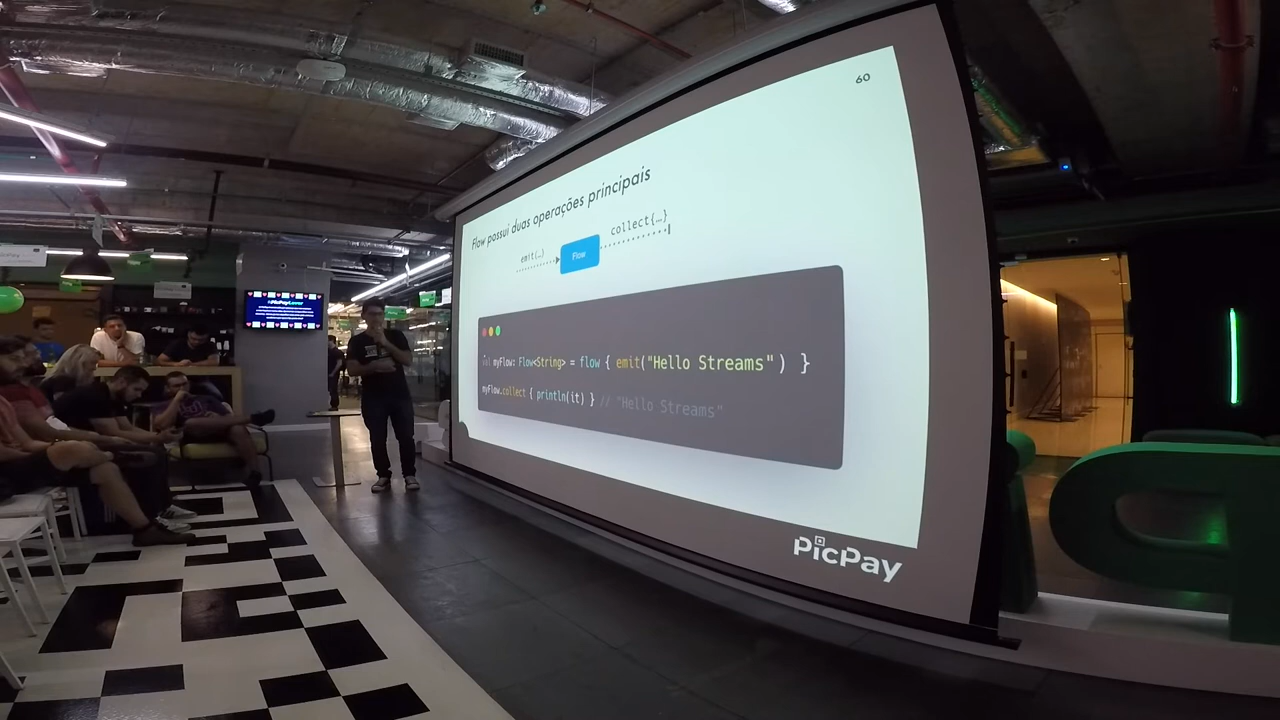 60
Flow possui duas operações principais
emit(…)
Flow
collect{…}
val myFlow: Flow<String> = flow { emit("Hello Streams") }
myFlow.collect { println(it) } // "Hello Streams"
PicPay